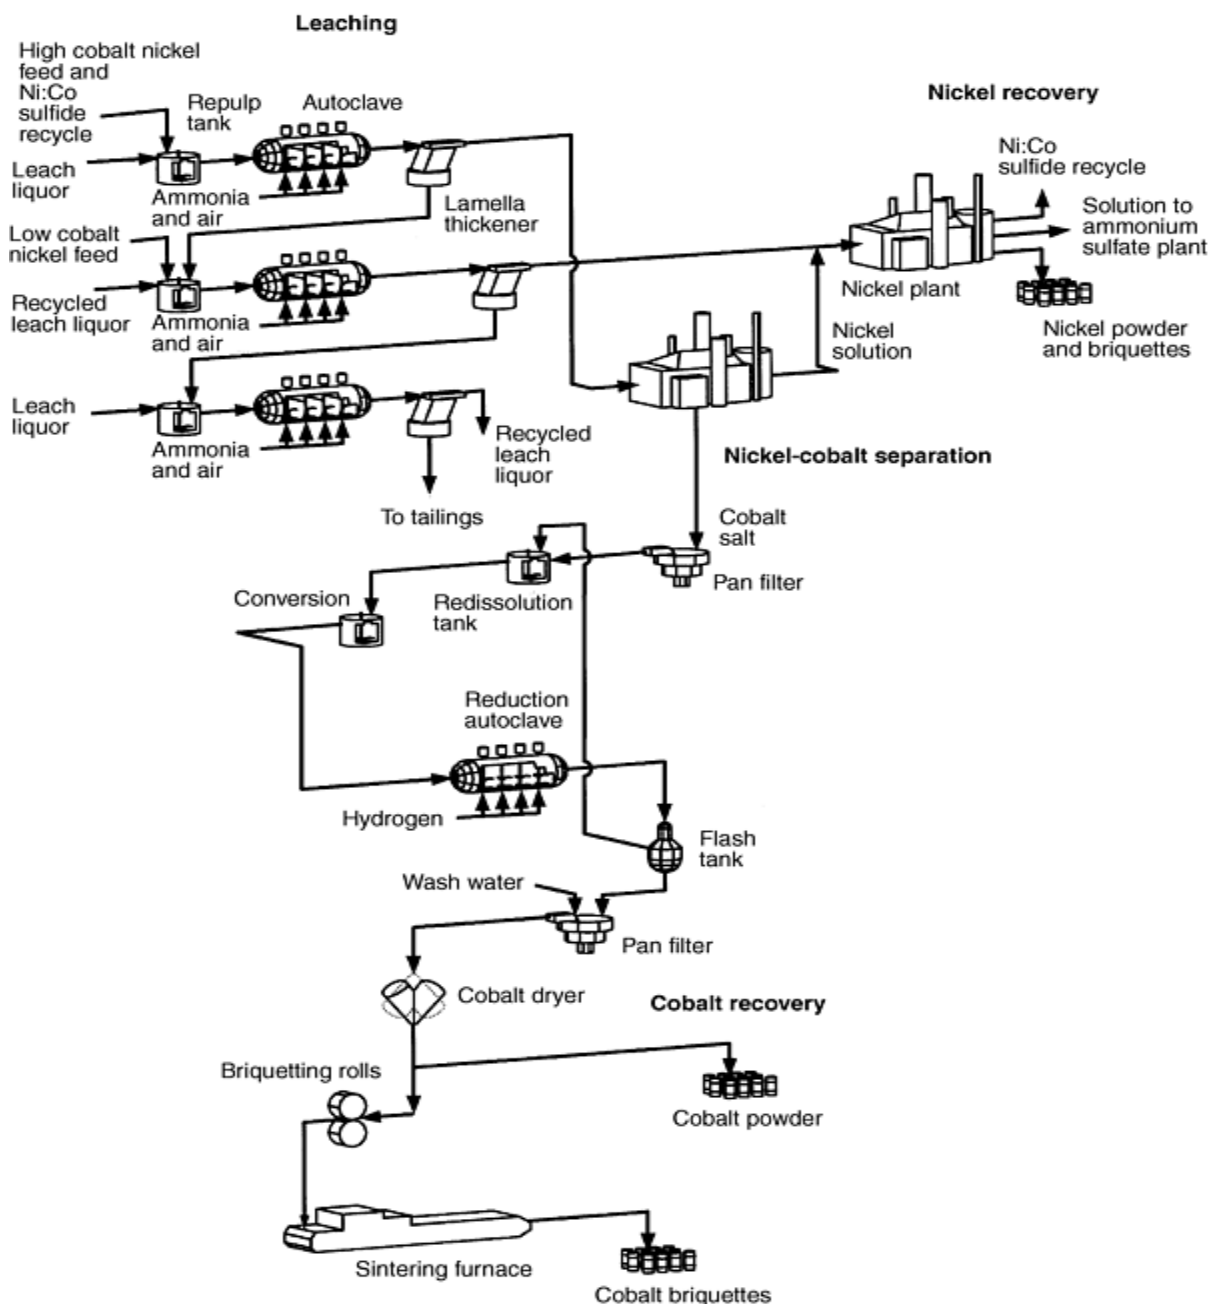 Leaching
High cobalt nickel
feed and
Ni:Co
sulfide
recycle
Repulp
tank
Autoclave
Leach
liquor
Ammonia
and air
Lamella
thickener
Low cobalt
nickel feed
Recycled
leach liquor
Ammonia
and air
Leach
liquor
Ammonia
and air
Recycled
leach
liquor
To tailings
Nickel recovery
Ni:Co
sulfide recycle
Solution to
ammonium
sulfate plant
Nickel plant
Nickel powder
and briquettes
Nickel
solution
Nickel-cobalt separation
Cobalt
salt
Pan filter
Redissolution
tank
Conversion
Reduction
autoclave
Hydrogen
Flash
tank
Wash water
Pan filter
Cobalt dryer
Cobalt recovery
Briquetting rolls
Cobalt powder
Sintering furnace
Cobalt briquettes